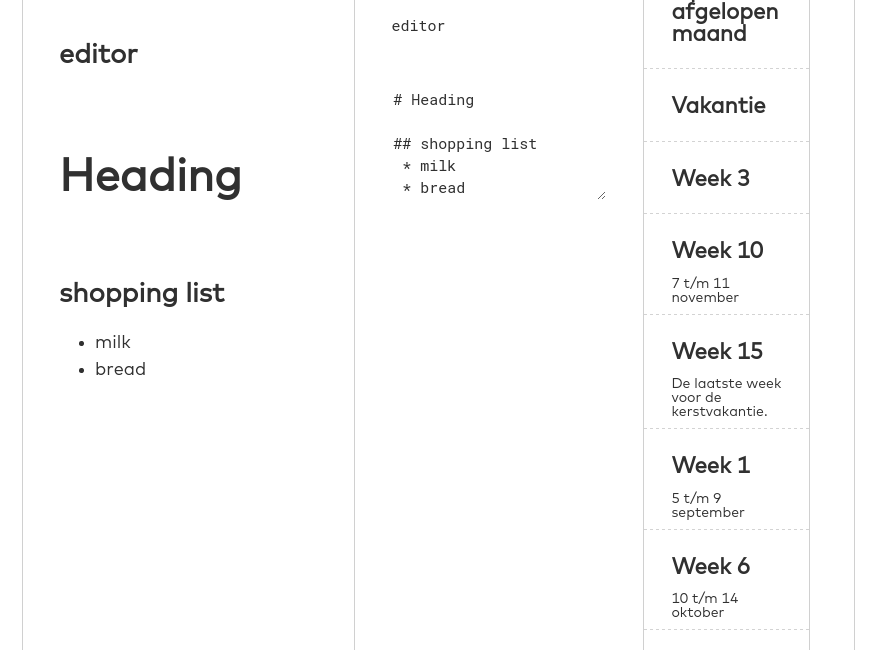 editor
Heading
shopping list
milk
bread
editor
# Heading
## shopping list
* milk
* bread
afgelopen
maand
Vakantie
Week 3
Week 10
7 t/m 11
november
Week 15
De laatste week
voor de
kerstvakantie.
Week 1
5 t/m 9
september
Week 6
10 t/m 14
oktober